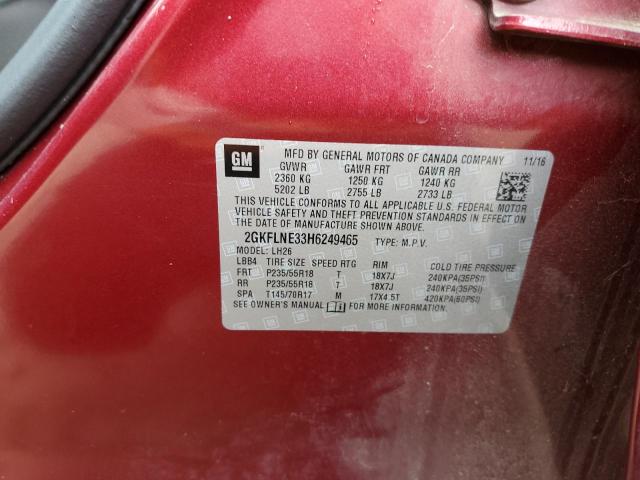 GM
MFD BY GENERAL MOTORS OF CANADA COMPANY 11/16
GVWR GAWR FRT GAWR RR
2360 KG 1250 KG 1240 KG
5202 LB 2755 LB 2733 LB
THIS VEHICLE CONFORMS TO ALL APPLICABLE U.S. FEDERAL MOTOR
VEHICLE SAFETY AND THEFT PREVENTION STANDARDS IN EFFECT ON
THE DATE OF MANUFACTURE SHOWN ABOVE.
2GKFLNE33H6249465 TYPE: M.P.V.
MODEL: LH26
LBB4 TIRE SIZE SPEED RTG RIM COLD TIRE PRESSURE
FRT P235/55R18 T 18X7J 240KPA(35PSI)
RR P235/55R18 T 18X7J 240KPA(35PSI)
SPA T145/70R17 M 17X4.5T 420KPA(60PSI)
SEE OWNER'S MANUAL FOR MORE INFORMATION.